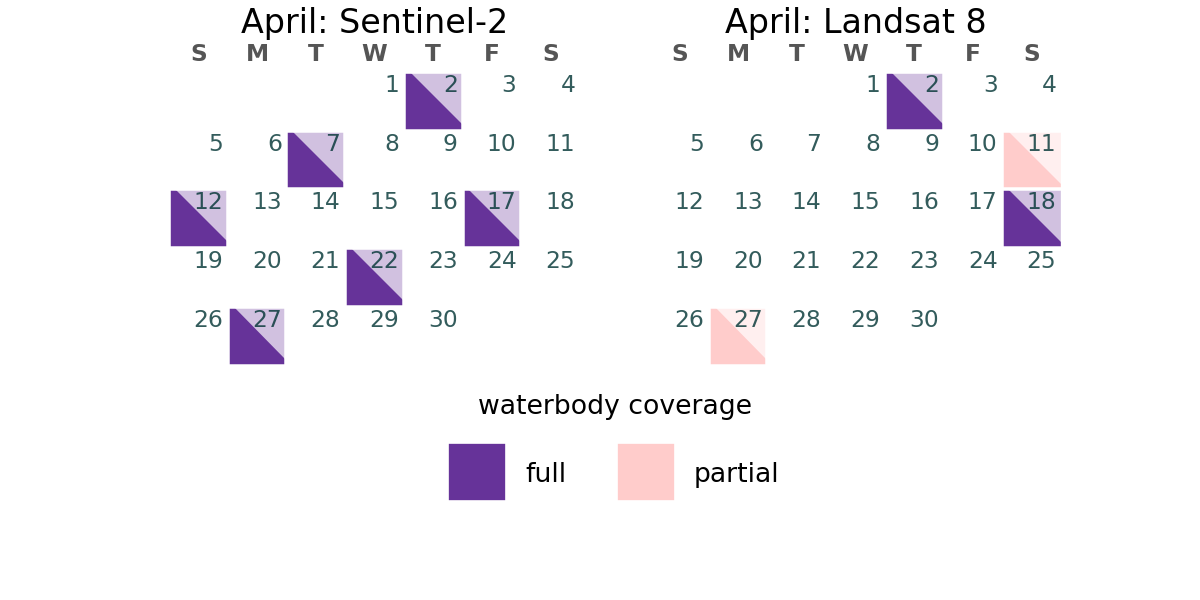 April: Sentinel-2
S M T W T F S
1 2 3 4
5 6 7 8 9 10 11
12 13 14 15 16 17 18
19 20 21 22 23 24 25
26 27 28 29 30
April: Landsat 8
S M T W T F S
1 2 3 4
5 6 7 8 9 10 11
12 13 14 15 16 17 18
19 20 21 22 23 24 25
26 27 28 29 30
waterbody coverage
full
partial